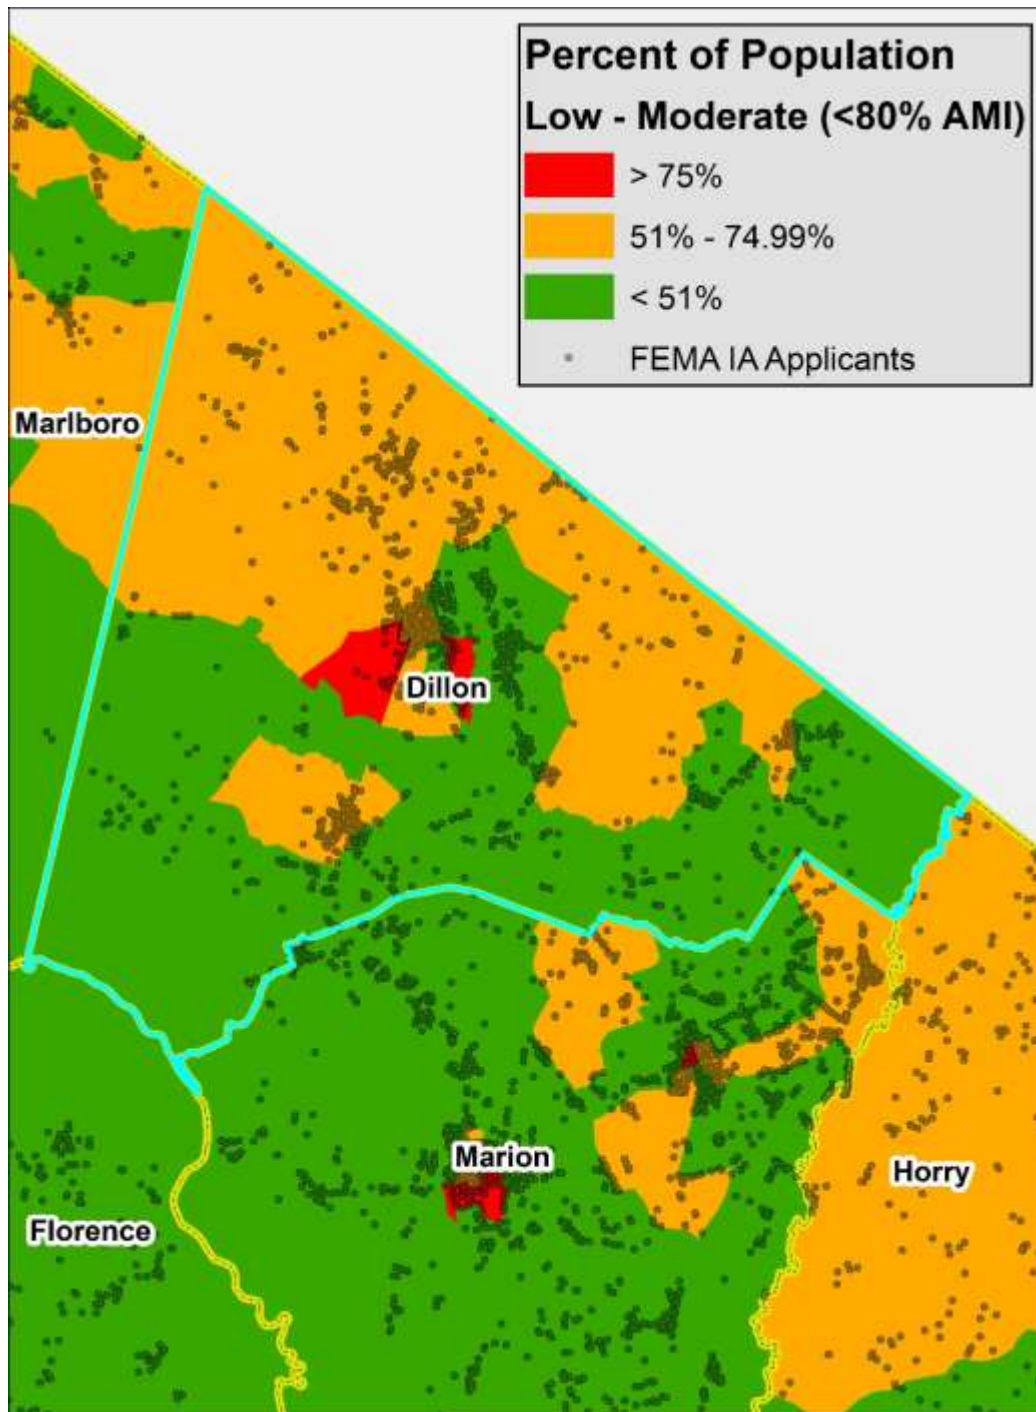 Percent of Population
Low - Moderate (<80% AMI)
> 75%
51% - 74.99%
< 51%
FEMA IA Applicants
Marlboro
Dillon
Marion
Horry
Florence